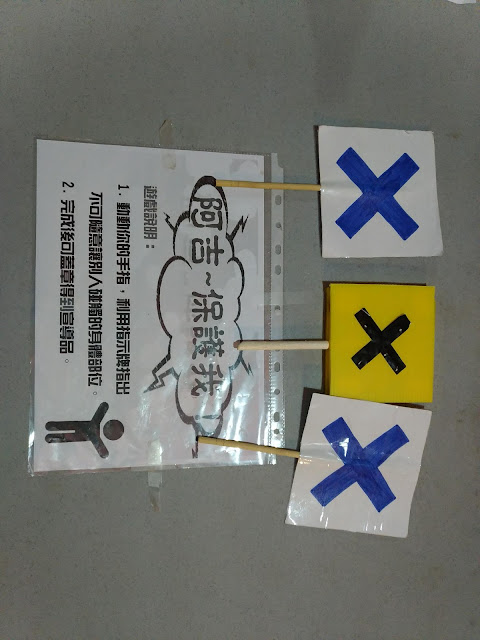 阿吉~保護我！
遊戲說明：
1. 動動你的手指，利用指示牌指出
不可隨意讓別人碰觸的身體部位。
2. 完成後可蓋章得到宣導品。